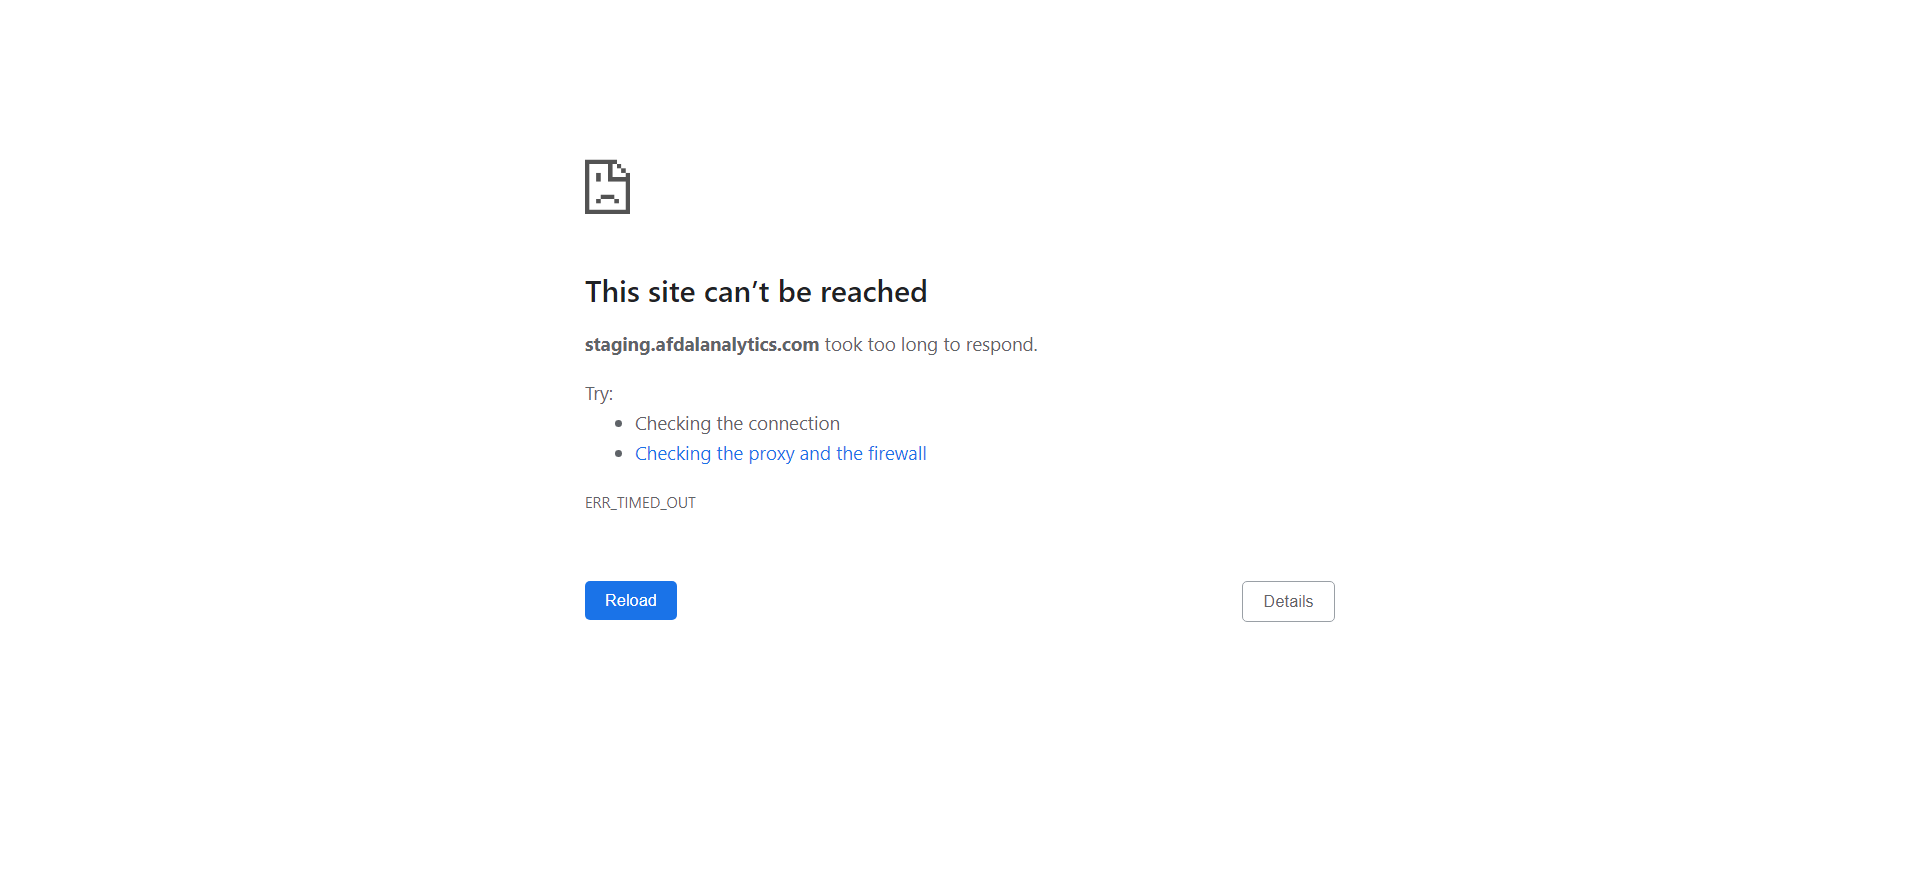 This site can’t be reached
staging.afdalanalytics.com took too long to respond.
Try:
Checking the connection
Checking the proxy and the firewall
ERR_TIMED_OUT
Reload
Details